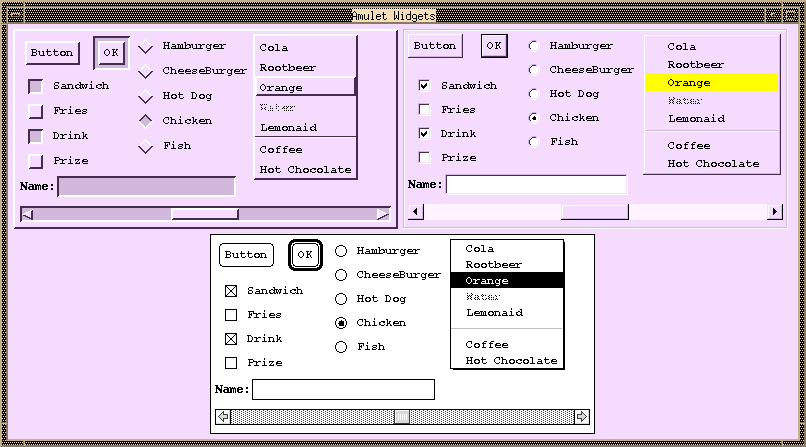 Amulet Widgets
Button
OK
Sandwich
Fries
Drink
Prize
Hamburger
CheeseBurger
Hot Dog
Chicken
Fish
Cola
Rootbeer
Orange
Water
Lemonaid
Coffee
Hot Chocolate
Name:
Button
OK
Sandwich
Fries
Drink
Prize
Hamburger
CheeseBurger
Hot Dog
Chicken
Fish
Cola
Rootbeer
Orange
Water
Lemonaid
Coffee
Hot Chocolate
Name:
Button
OK
Sandwich
Fries
Drink
Prize
Hamburger
CheeseBurger
Hot Dog
Chicken
Fish
Cola
Rootbeer
Orange
Water
Lemonaid
Coffee
Hot Chocolate
Name: